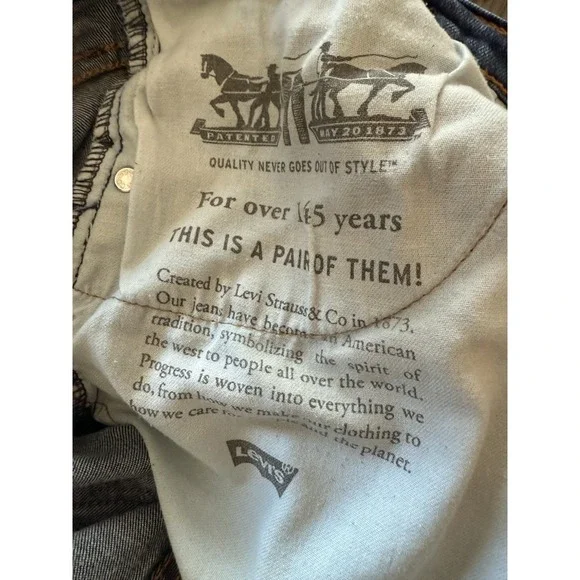 PATENTED MAY 20 1873
QUALITY NEVER GOES OUT OF STYLE™
For over 145 years
THIS IS A PAIR OF THEM!
Created by Levi Strauss & Co in 1873.
Our jeans have become an American
tradition, symbolizing the spirit of
the west to people all over the world.
Progress is woven into everything we
do, from how we make our clothing to
how we care and the planet.
LEVI'S®